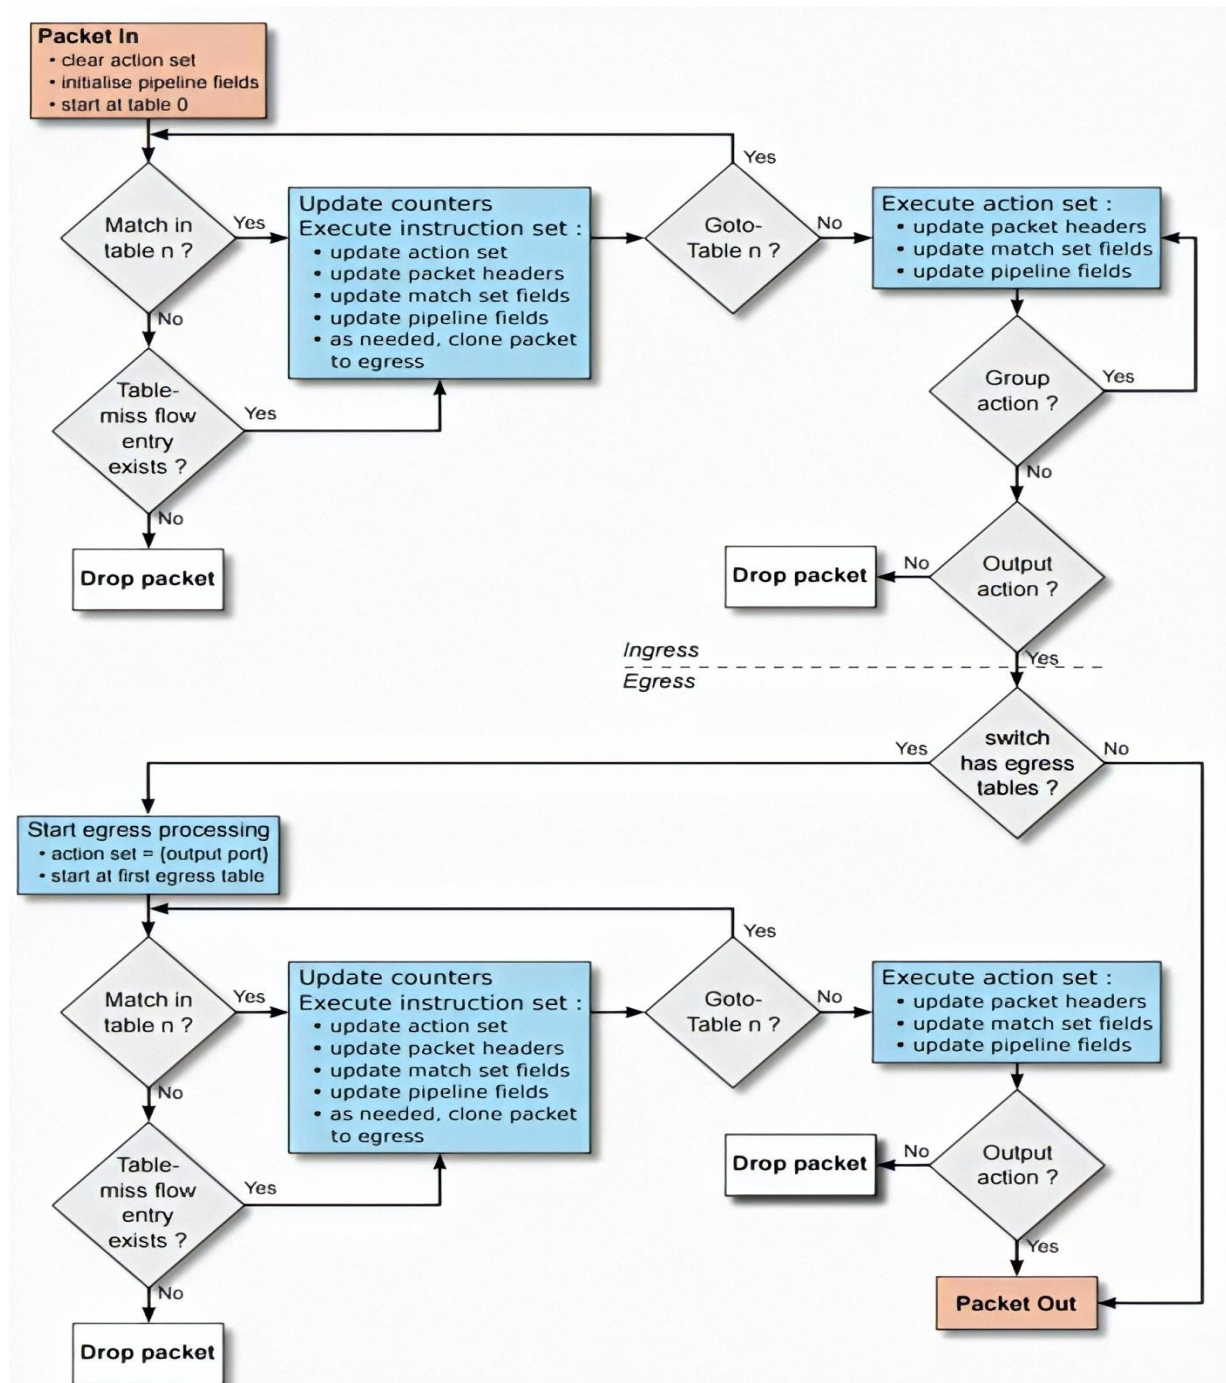 Packet In
• clear action set
• initialise pipeline fields
• start at table 0
Yes
Match in
table n ?
Yes
Update counters
Execute instruction set :
• update action set
• update packet headers
• update match set fields
• update pipeline fields
• as needed, clone packet
to egress
Goto-
Table n ?
No
Execute action set :
• update packet headers
• update match set fields
• update pipeline fields
No
Table-
miss flow
entry
exists ?
Yes
Group
action ?
Yes
No
No
Drop packet
Output
action ?
No
Drop packet
Yes
Ingress
Egress
switch
has egress
tables ?
Yes
No
Start egress processing
• action set = {output port}
• start at first egress table
Yes
Match in
table n ?
Yes
Update counters
Execute instruction set :
• update action set
• update packet headers
• update match set fields
• update pipeline fields
• as needed, clone packet
to egress
Goto-
Table n ?
No
Execute action set :
• update packet headers
• update match set fields
• update pipeline fields
No
Table-
miss flow
entry
exists ?
Yes
Output
action ?
No
Drop packet
Yes
Packet Out
No
Drop packet